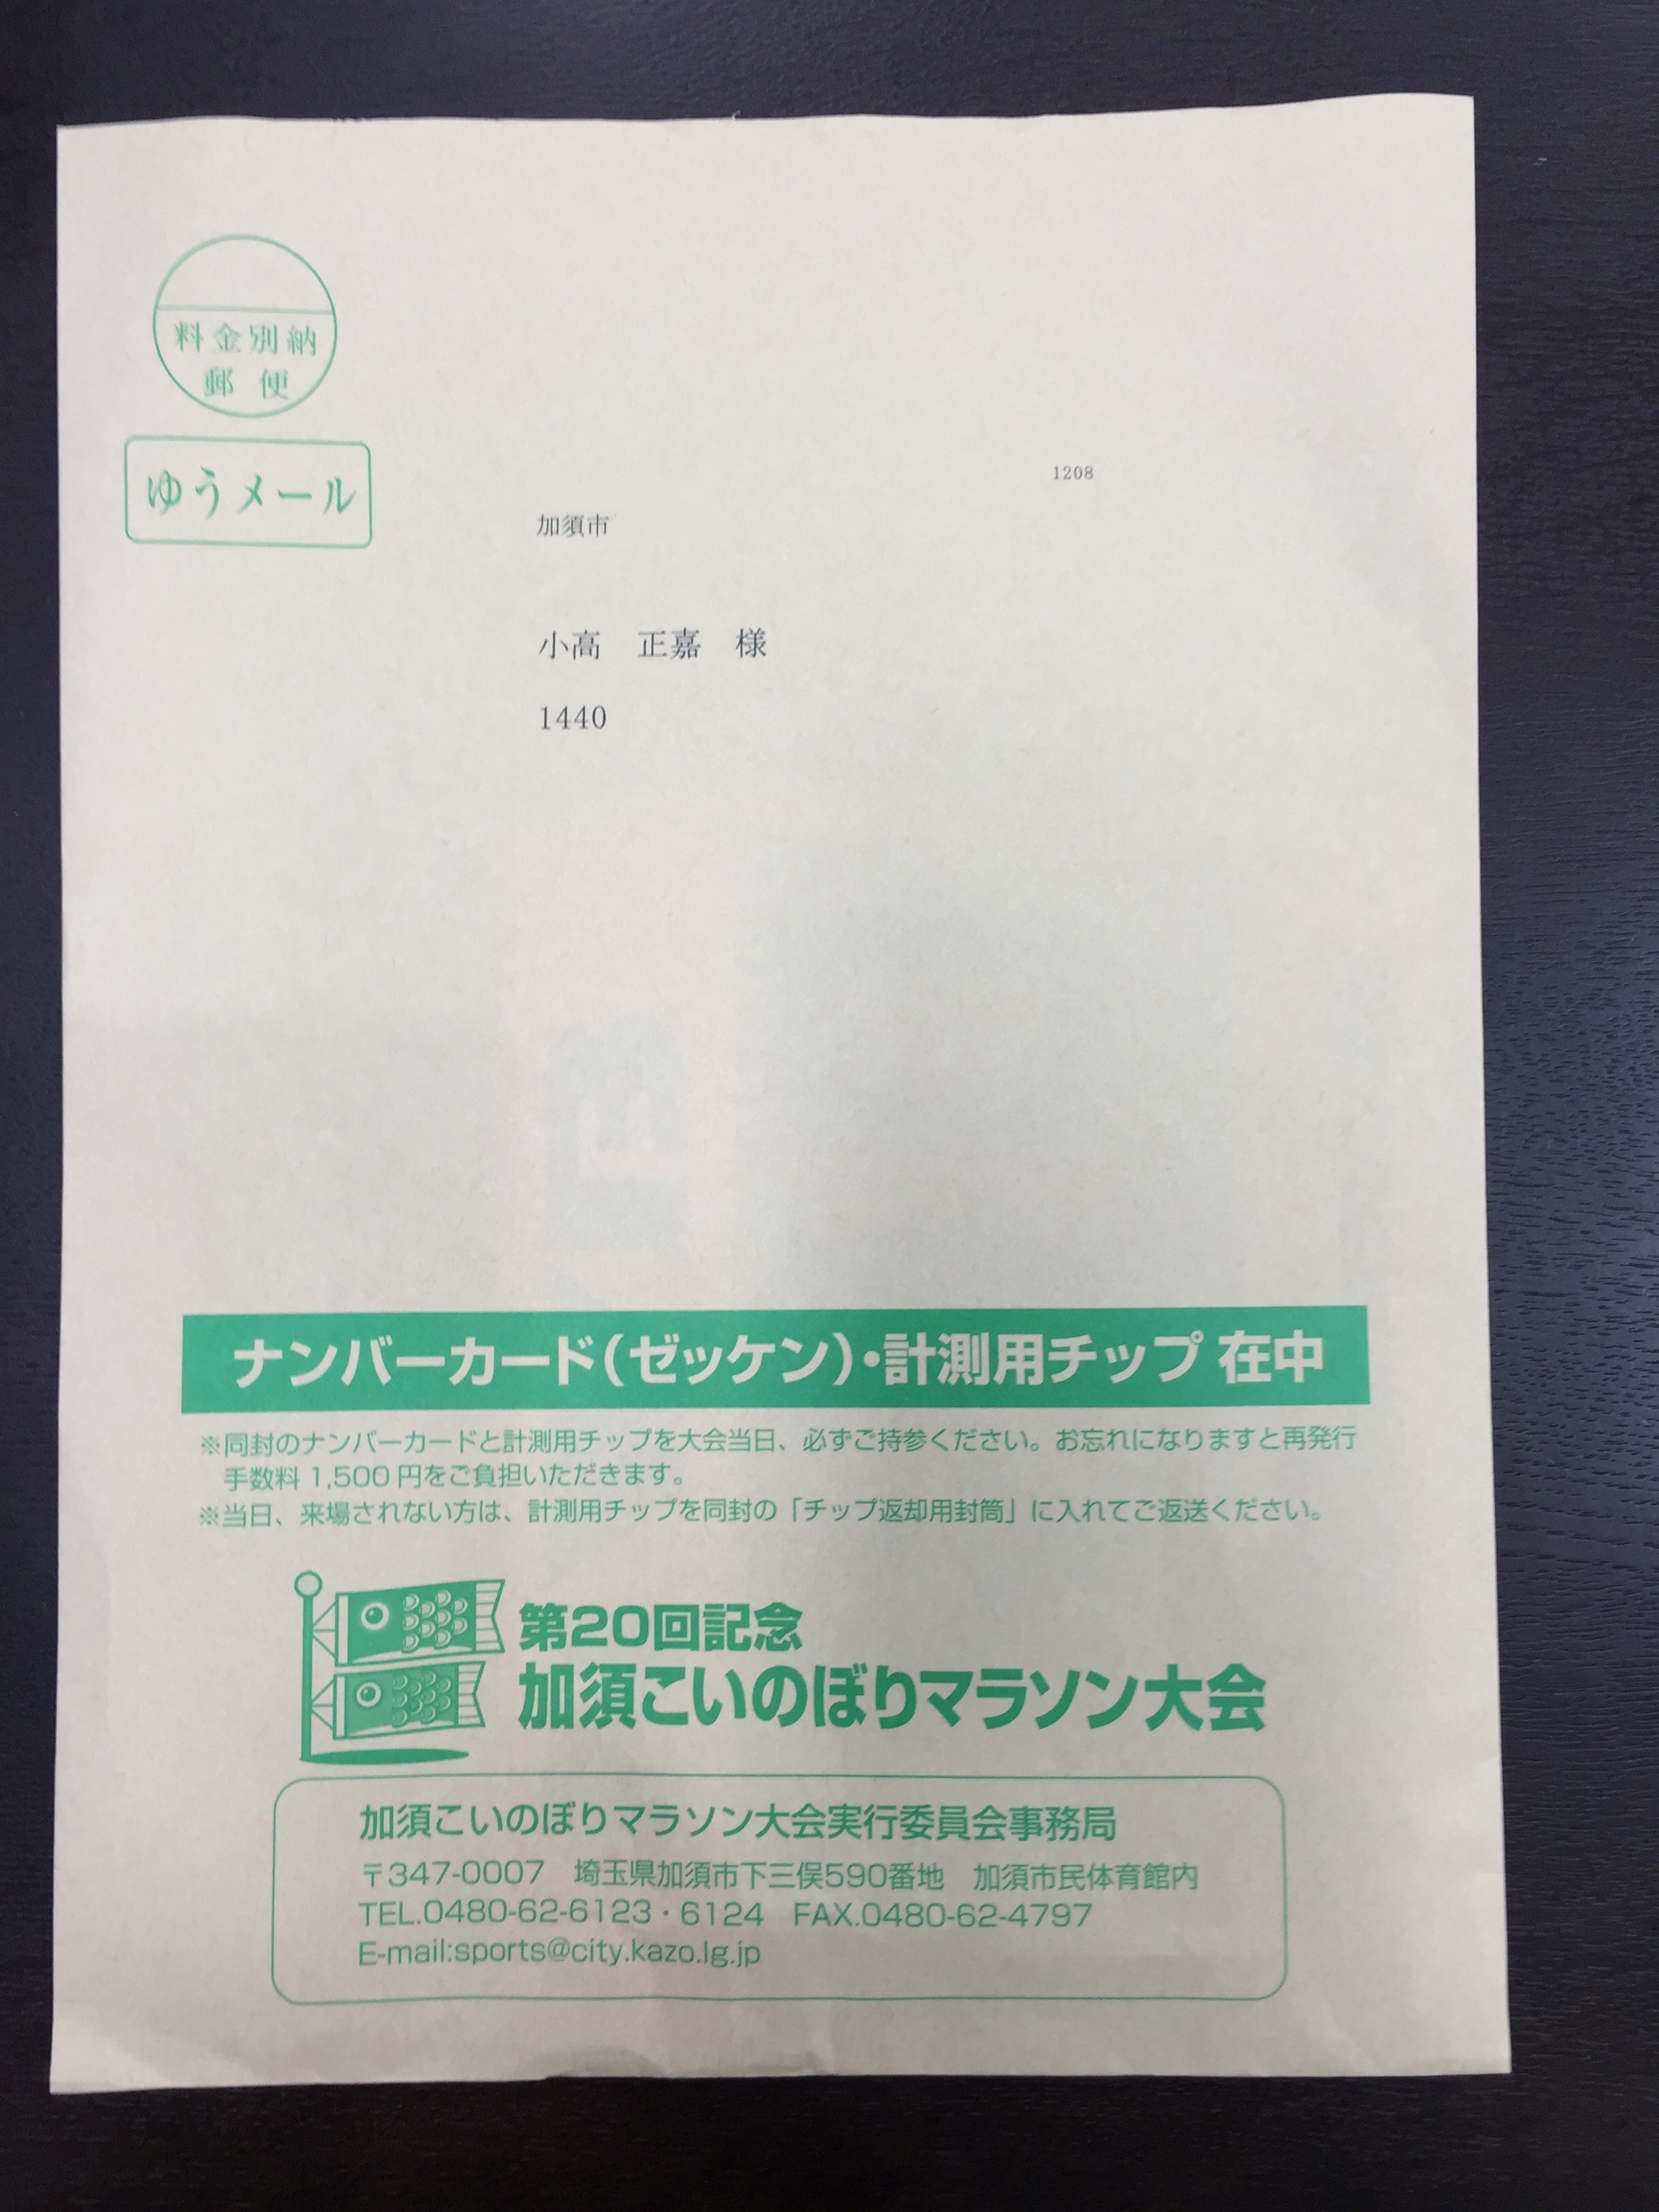 料金別納
郵便
ゆうメール
1208
加須市
小高　正嘉　様
1440
ナンバーカード(ゼッケン)・計測用チップ 在中
※同封のナンバーカードと計測用チップを大会当日、必ずご持参ください。お忘れになりますと再発行
手数料 1,500 円をご負担いただきます。
※当日、来場されない方は、計測用チップを同封の「チップ返却用封筒」に入れてご返送ください。
第20回記念
加須こいのぼりマラソン大会
加須こいのぼりマラソン大会実行委員会事務局
〒347-0007　埼玉県加須市下三俣590番地　加須市民体育館内
TEL.0480-62-6123・6124　FAX.0480-62-4797
E-mail:sports@city.kazo.lg.jp